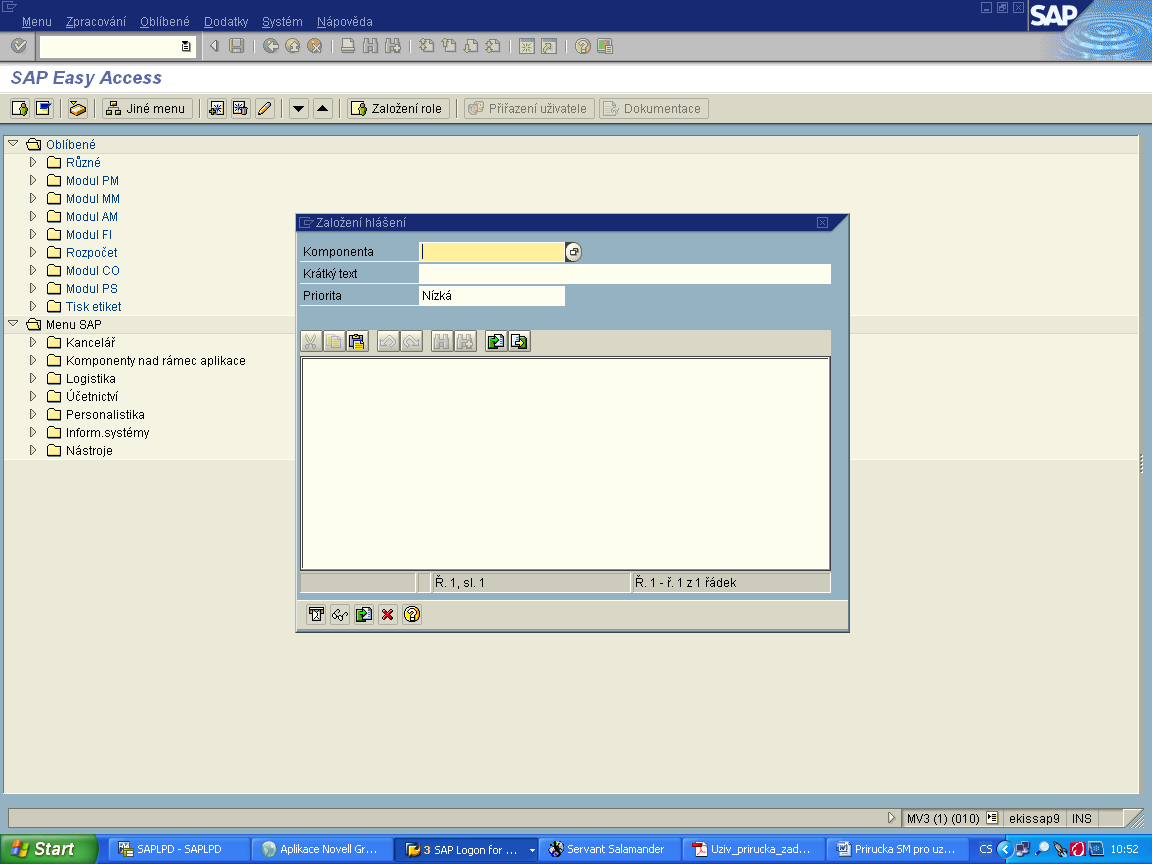 Menu Zpracování Oblíbené Dodatky Systém Nápověda
SAP
SAP Easy Access
Jiné menu Založení role Přiřazení uživatele Dokumentace
Oblíbené
Různé
Modul PM
Modul MM
Modul AM
Modul FI
Rozpočet
Modul CO
Modul PS
Tisk etiket
Menu SAP
Kancelář
Komponenty nad rámec aplikace
Logistika
Účetnictví
Personalistika
Inform.systémy
Nástroje
Založení hlášení
Komponenta
Krátký text
Priorita Nízká
Ř. 1, sl. 1 Ř. 1 - ř. 1 z 1 řádek
MV3 (1) (010) ekissap9 INS
Start SAPLPD - SAPLPD Aplikace Novell Gr... 3 SAP Logon for ... Servant Salamander Uziv_prirucka_zad... Prirucka SM pro uz... CS 10:52